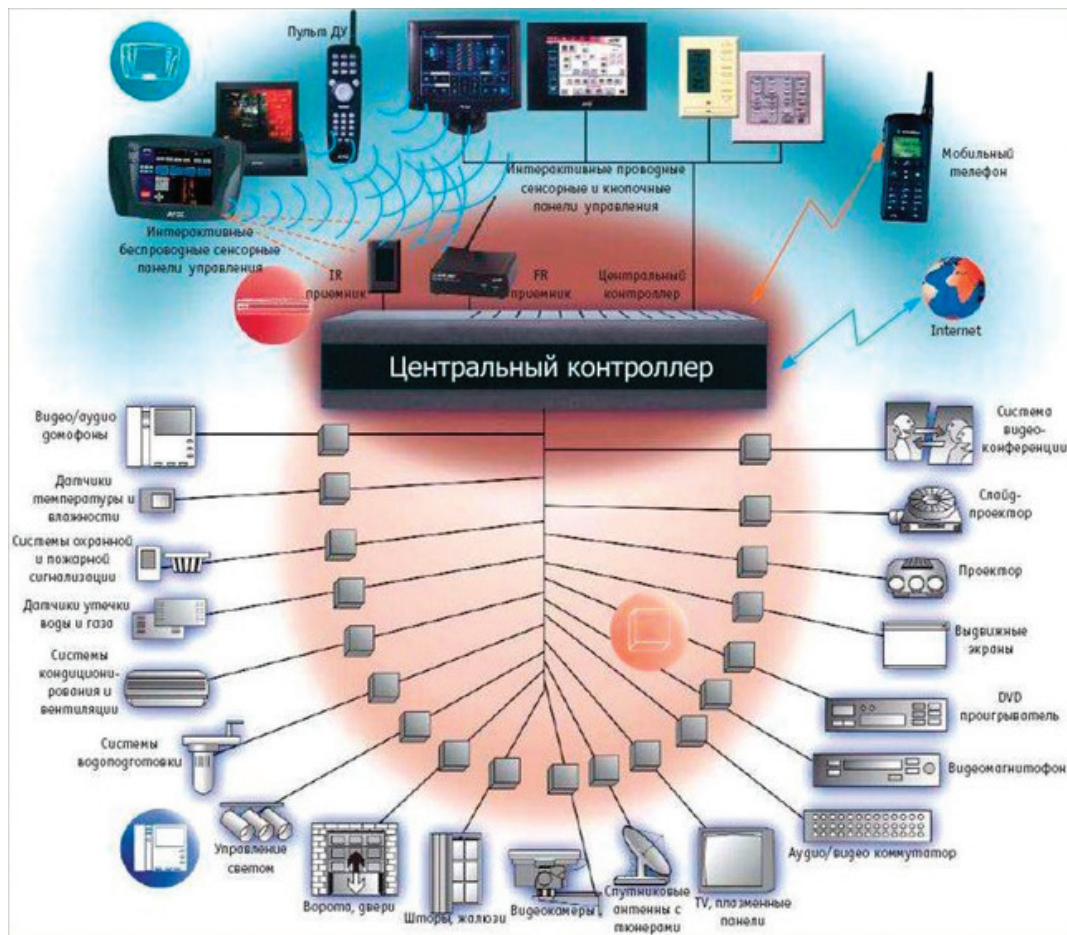 Пульт ДУ
Интерактивные проводные
сенсорные и кнопочные
панели управления
Мобильный
телефон
Интерактивные
беспроводные сенсорные
панели управления
IR
приемник
FR
приемник
Центральный
контроллер
Internet
Центральный контроллер
Видео/аудио
домофоны
Датчики
температуры и
влажности
Системы охранной
и пожарной
сигнализации
Датчики утечки
воды и газа
Системы
кондициони-
рования и
вентиляции
Системы
водоподготовки
Управление
светом
Ворота, двери
Шторы, жалюзи
Видеокамеры
Спутниковые
антенны с
тюнерами
TV, плазменные
панели
Аудио/видео коммутатор
Видеомагнитофон
DVD
проигрыватель
Выдвижные
экраны
Проектор
Слайд-
проектор
Система
видео-
конференции